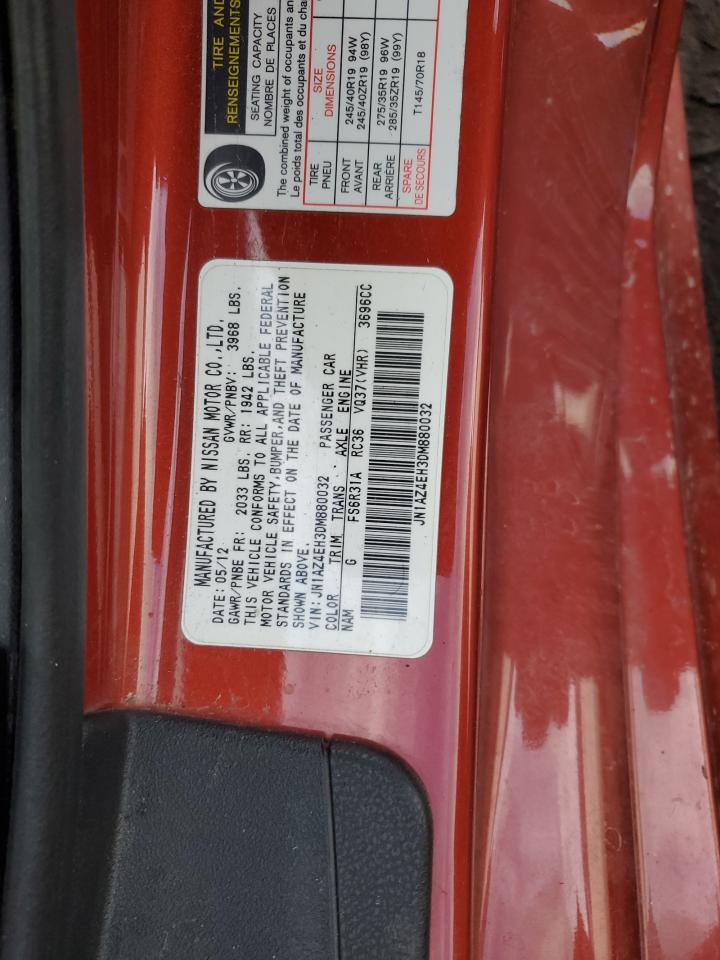 MANUFACTURED BY NISSAN MOTOR CO.,LTD.
DATE: 05/12 GVWR/PNBV: 3968 LBS.
GAWR/PNBE FR: 2033 LBS. RR: 1942 LBS.
THIS VEHICLE CONFORMS TO ALL APPLICABLE FEDERAL
MOTOR VEHICLE SAFETY,BUMPER,AND THEFT PREVENTION
STANDARDS IN EFFECT ON THE DATE OF MANUFACTURE
SHOWN ABOVE.
VIN: JN1AZ4EH3DM880032 PASSENGER CAR
COLOR TRIM TRANS · AXLE ENGINE
NAM G FS6R31A RC36 VQ37(VHR) 3696CC
JN1AZ4EH3DM880032
TIRE AND
RENSEIGNEMENTS
SEATING CAPACITY
NOMBRE DE PLACES
The combined weight of occupants an
Le poids total des occupants et du cha
TIRE SIZE
PNEU DIMENSIONS
FRONT 245/40R19 94W
AVANT 245/40ZR19 (98Y)
REAR 275/35R19 96W
ARRIÈRE 285/35ZR19 (99Y)
SPARE T145/70R18
DE SECOURS